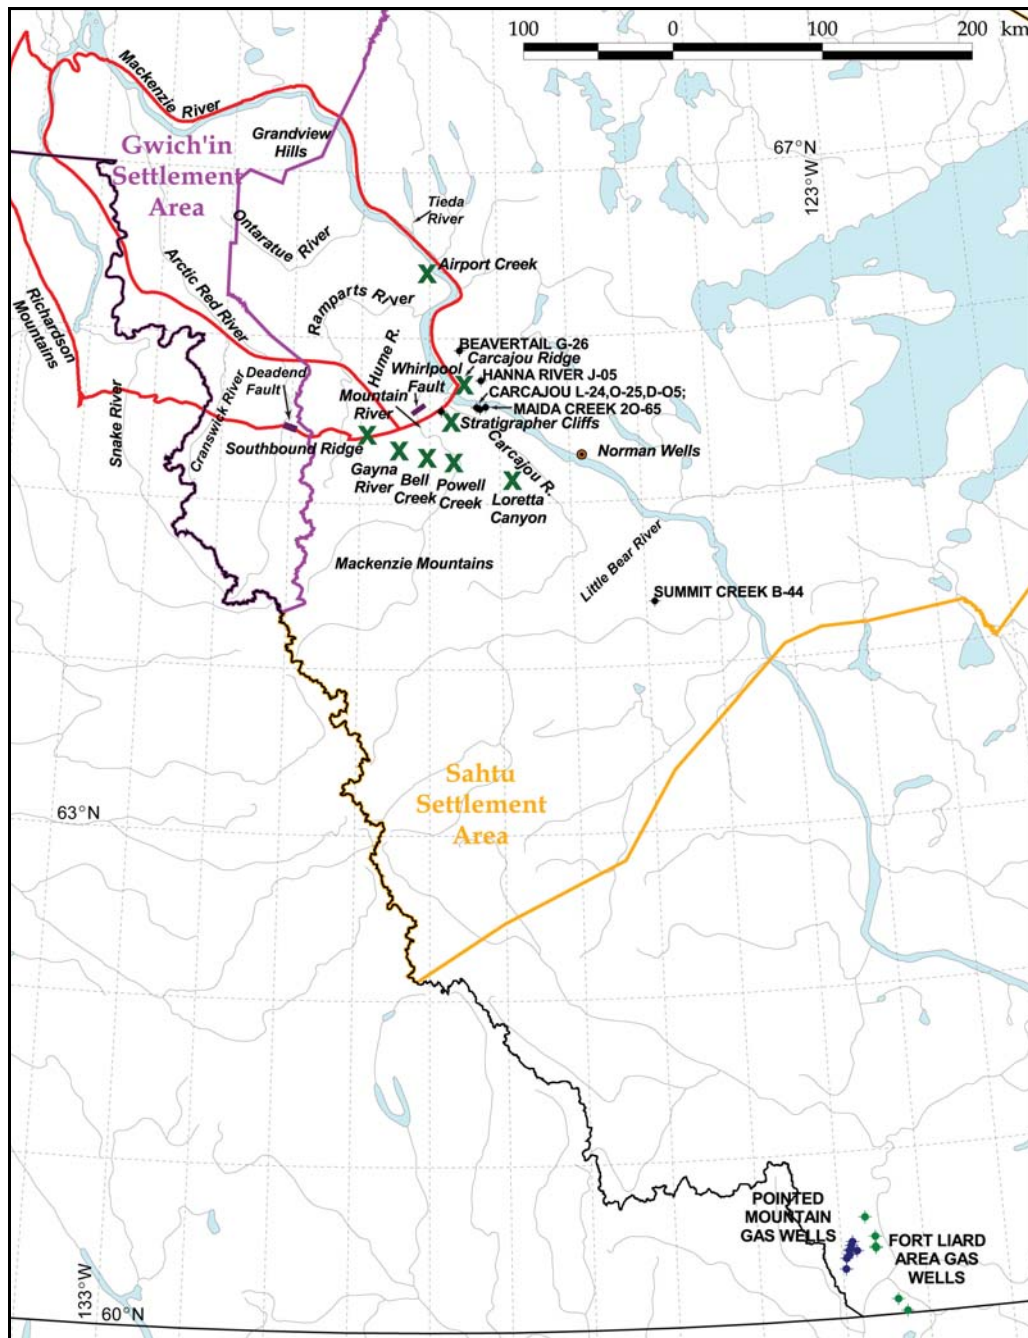 100 0 100 200 km
Mackenzie River
Grandview
Hills
67°N
123°W
Gwich'in
Settlement
Area
Tieda
River
Ontaratue River
Airport Creek
Arctic Red River
Ramparts River
Richardson
Mountains
Hume R.
BEAVERTAIL G-26
Carcajou Ridge
Whirlpool
Fault
HANNA RIVER J-05
Deadend
Fault
CARCAJOU L-24,O-25,D-O5;
Mountain
River
MAIDA CREEK 2O-65
Stratigrapher Cliffs
Snake River
Cranswick River
Southbound Ridge
Carcajou R.
Norman Wells
Gayna
River
Bell
Creek
Powell
Creek
Loretta
Canyon
Mackenzie Mountains
Little Bear River
SUMMIT CREEK B-44
Sahtu
Settlement
Area
63°N
POINTED
MOUNTAIN
GAS WELLS
FORT LIARD
AREA GAS
WELLS
133°W
60°N